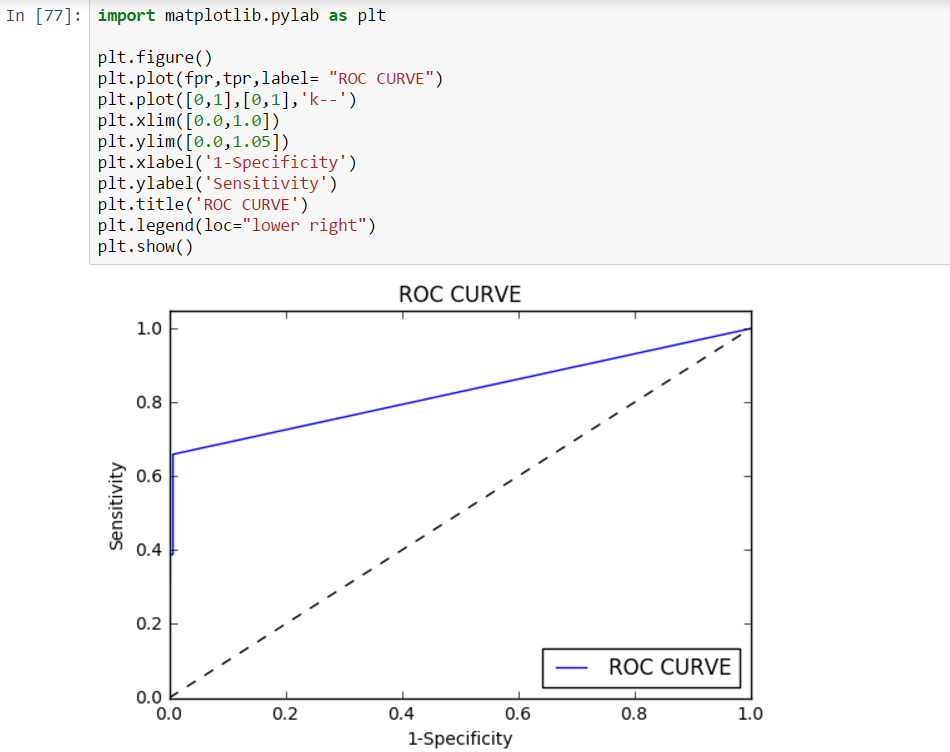 In [77]: import matplotlib.pylab as plt
plt.figure()
plt.plot(fpr,tpr,label= "ROC CURVE")
plt.plot([0,1],[0,1],'k--')
plt.xlim([0.0,1.0])
plt.ylim([0.0,1.05])
plt.xlabel('1-Specificity')
plt.ylabel('Sensitivity')
plt.title('ROC CURVE')
plt.legend(loc="lower right")
plt.show()
ROC CURVE
1.0
0.8
0.6
0.4
0.2
0.0
Sensitivity
ROC CURVE
0.0 0.2 0.4 0.6 0.8 1.0
1-Specificity